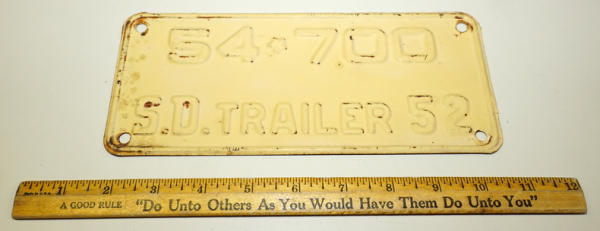 54·700
S.D. TRAILER 52
1 2 3 4 5 6 7 8 9 10 11 12
A GOOD RULE "Do Unto Others As You Would Have Them Do Unto You"